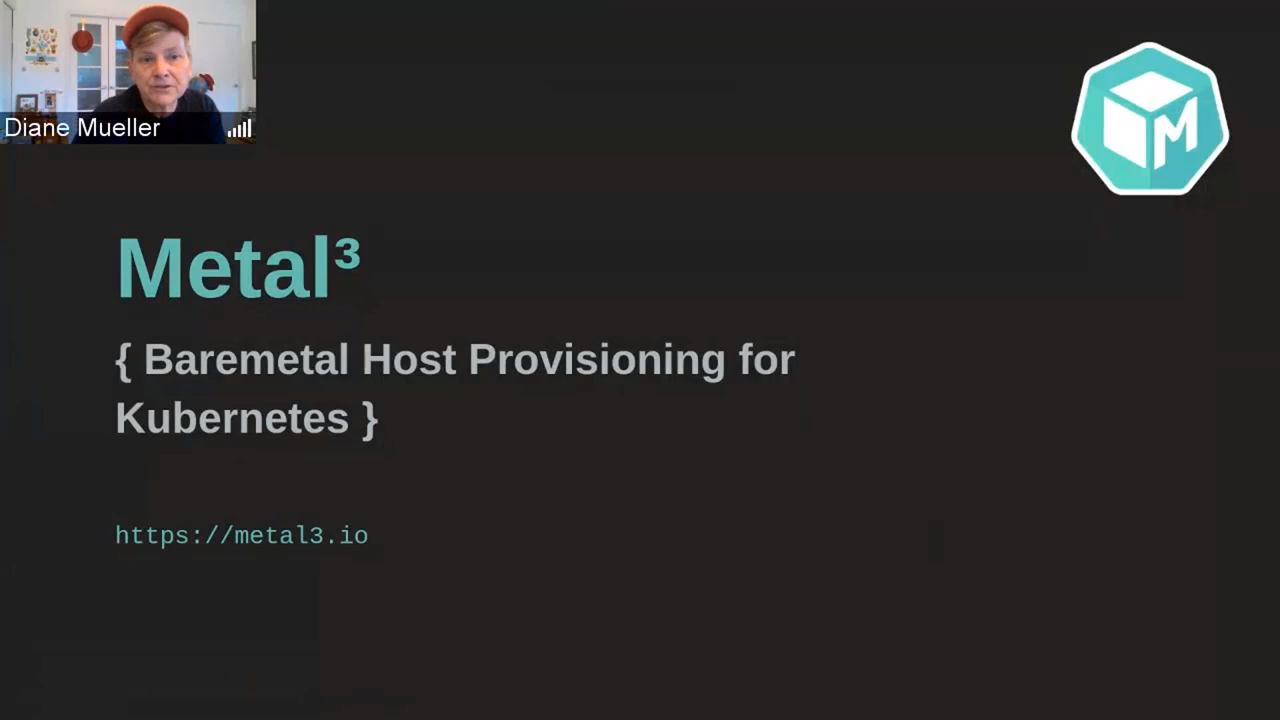 Diane Mueller
M
Metal³
{ Baremetal Host Provisioning for
Kubernetes }
https://metal3.io